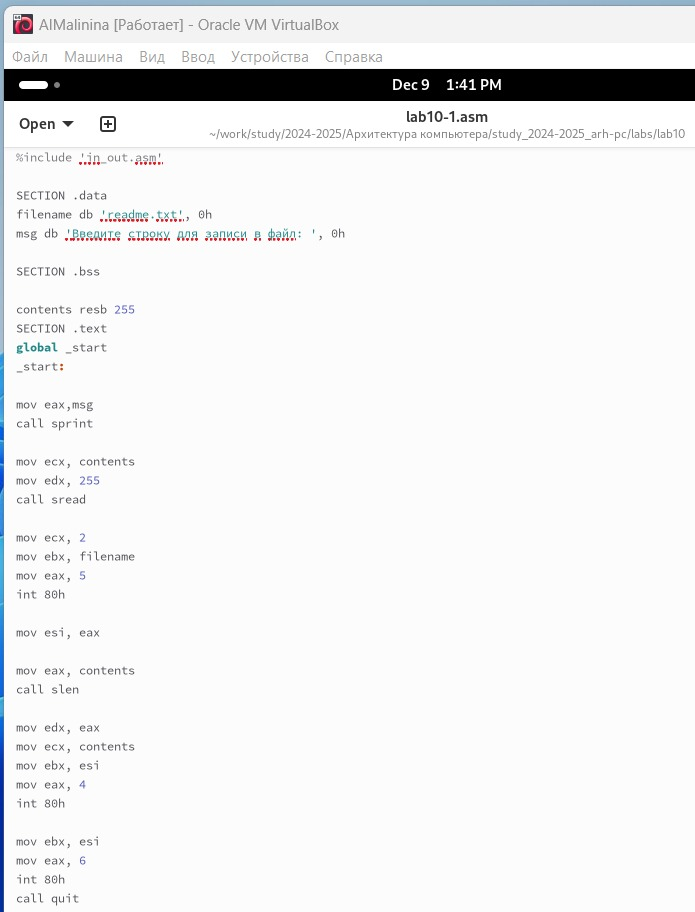 AlMalinina [Работает] - Oracle VM VirtualBox
Файл Машина Вид Ввод Устройства Справка
Dec 9 1:41 PM
Open
lab10-1.asm
~/work/study/2024-2025/Архитектура компьютера/study_2024-2025_arh-pc/labs/lab10
%include 'in_out.asm'
SECTION .data
filename db 'readme.txt', 0h
msg db 'Введите строку для записи в файл: ', 0h
SECTION .bss
contents resb 255
SECTION .text
global _start
_start:
mov eax,msg
call sprint
mov ecx, contents
mov edx, 255
call sread
mov ecx, 2
mov ebx, filename
mov eax, 5
int 80h
mov esi, eax
mov eax, contents
call slen
mov edx, eax
mov ecx, contents
mov ebx, esi
mov eax, 4
int 80h
mov ebx, esi
mov eax, 6
int 80h
call quit